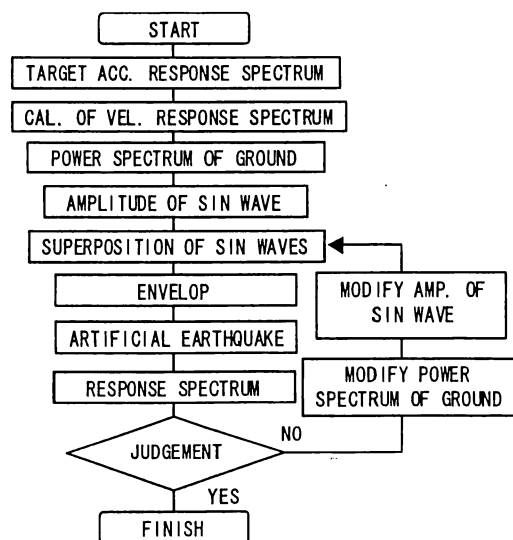 START
TARGET ACC. RESPONSE SPECTRUM
CAL. OF VEL. RESPONSE SPECTRUM
POWER SPECTRUM OF GROUND
AMPLITUDE OF SIN WAVE
SUPERPOSITION OF SIN WAVES
ENVELOP
ARTIFICIAL EARTHQUAKE
RESPONSE SPECTRUM
JUDGEMENT
NO
MODIFY POWER
SPECTRUM OF GROUND
MODIFY AMP. OF
SIN WAVE
YES
FINISH